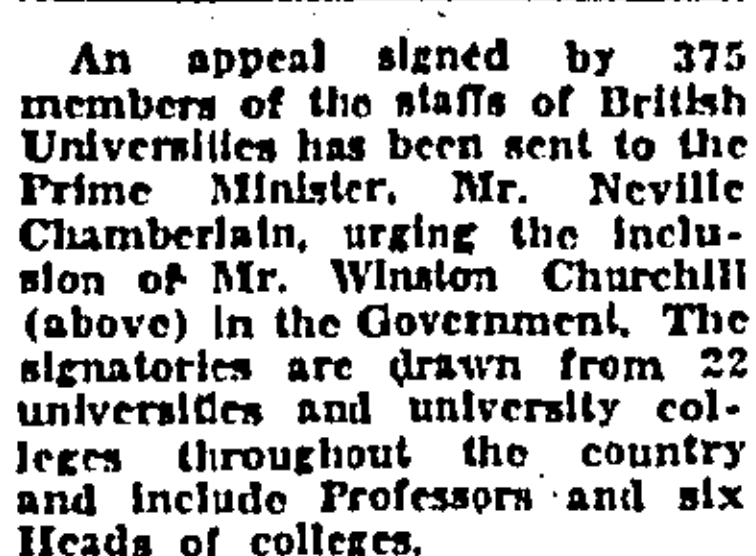 An appeal signed by 375
members of the staffs of British
Universities has been sent to the
Prime Minister, Mr. Neville
Chamberlain, urging the inclu-
sion of Mr. Winston Churchill
(above) in the Government. The
signatories are drawn from 22
universities and university col-
leges throughout the country
and include Professors and six
Heads of colleges.